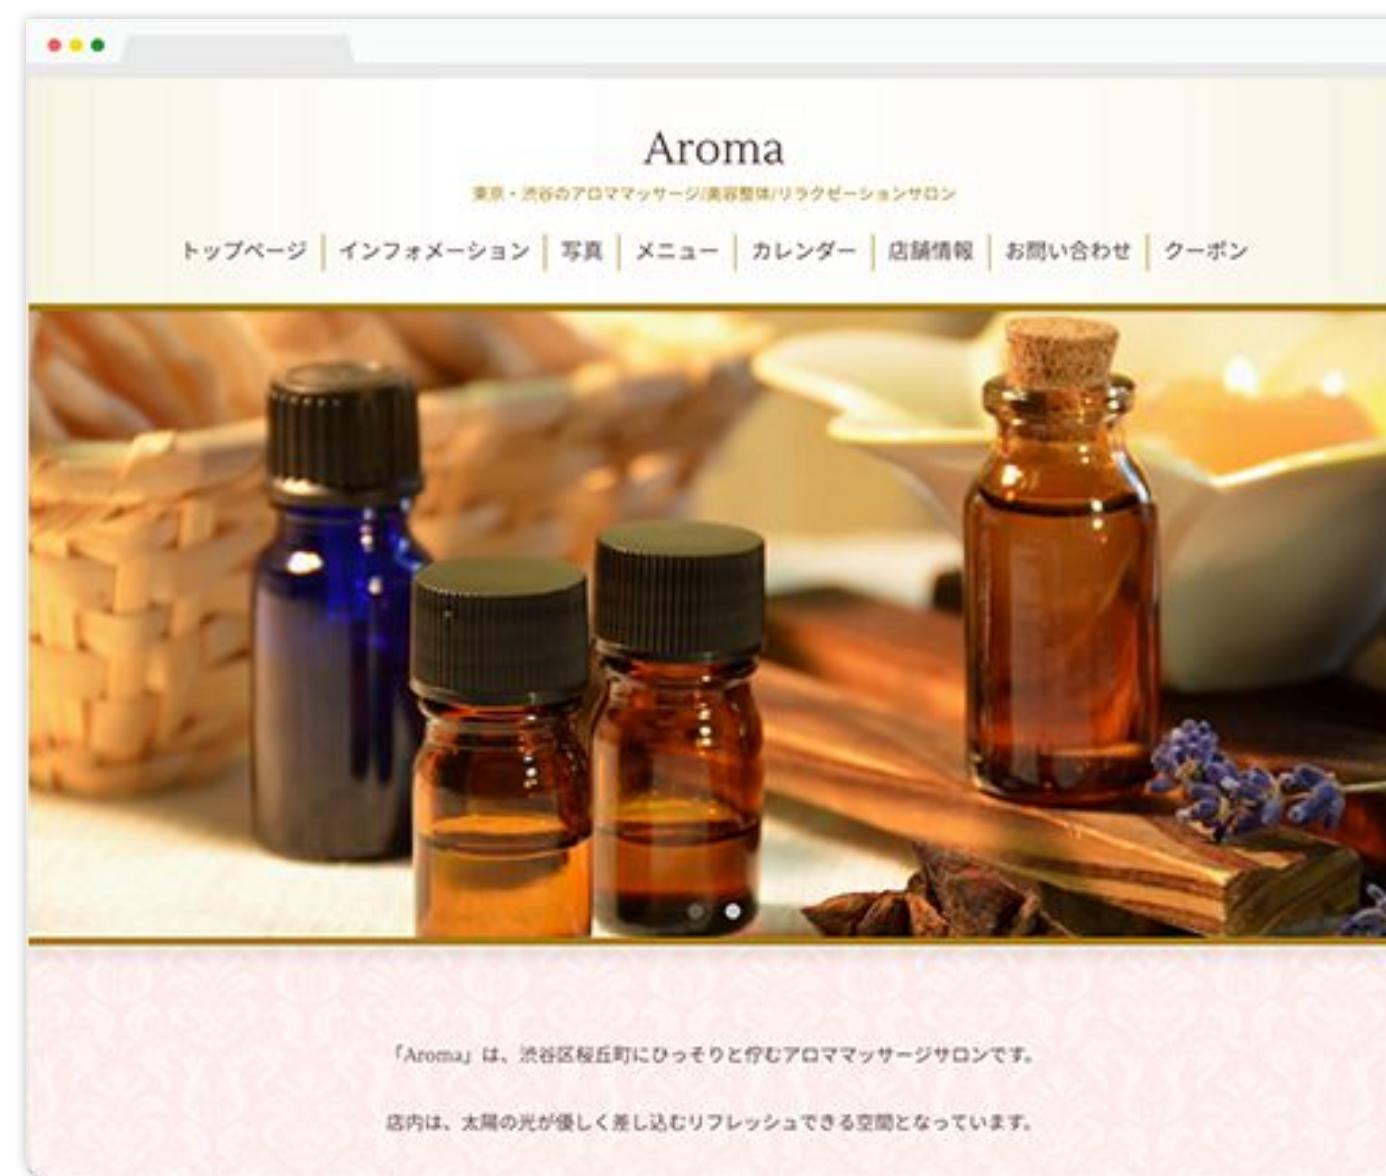 Aroma
東京・渋谷のアロママッサージ/美容整体/リラクゼーションサロン
トップページ インフォメーション 写真 メニュー カレンダー 店舗情報 お問い合わせ クーポン
「Aroma」は、渋谷区桜丘町にひっそりと佇むアロママッサージサロンです。
店内は、太陽の光が優しく差し込むリフレッシュできる空間となっています。